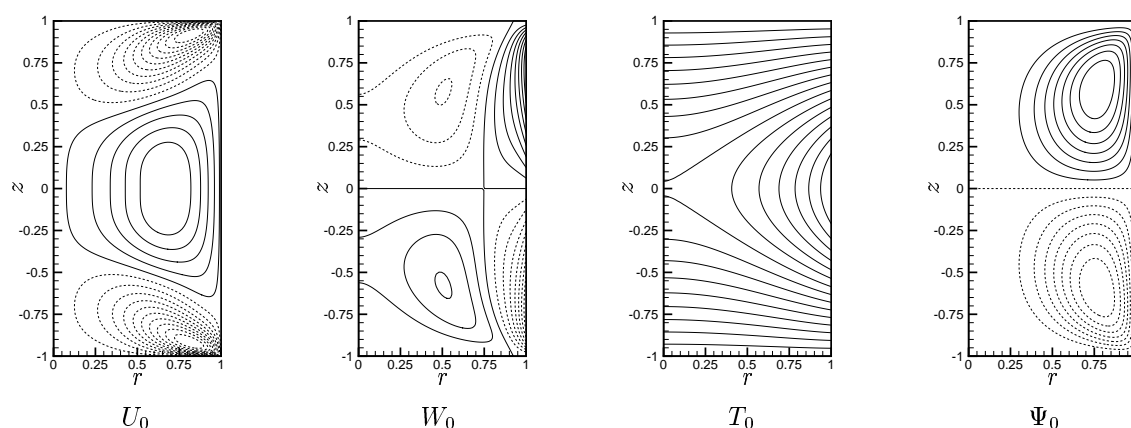 1 1 1 1
0.75 0.75 0.75 0.75
0.5 0.5 0.5 0.5
0.25 0.25 0.25 0.25
z 0 z 0 z 0 z 0
-0.25 -0.25 -0.25 -0.25
-0.5 -0.5 -0.5 -0.5
-0.75 -0.75 -0.75 -0.75
-1 -1 -1 -1
0 0.25 0.5 0.75 1 0 0.25 0.5 0.75 1 0 0.25 0.5 0.75 1 0 0.25 0.5 0.75
r r r r
U₀ W₀ T₀ Ψ₀